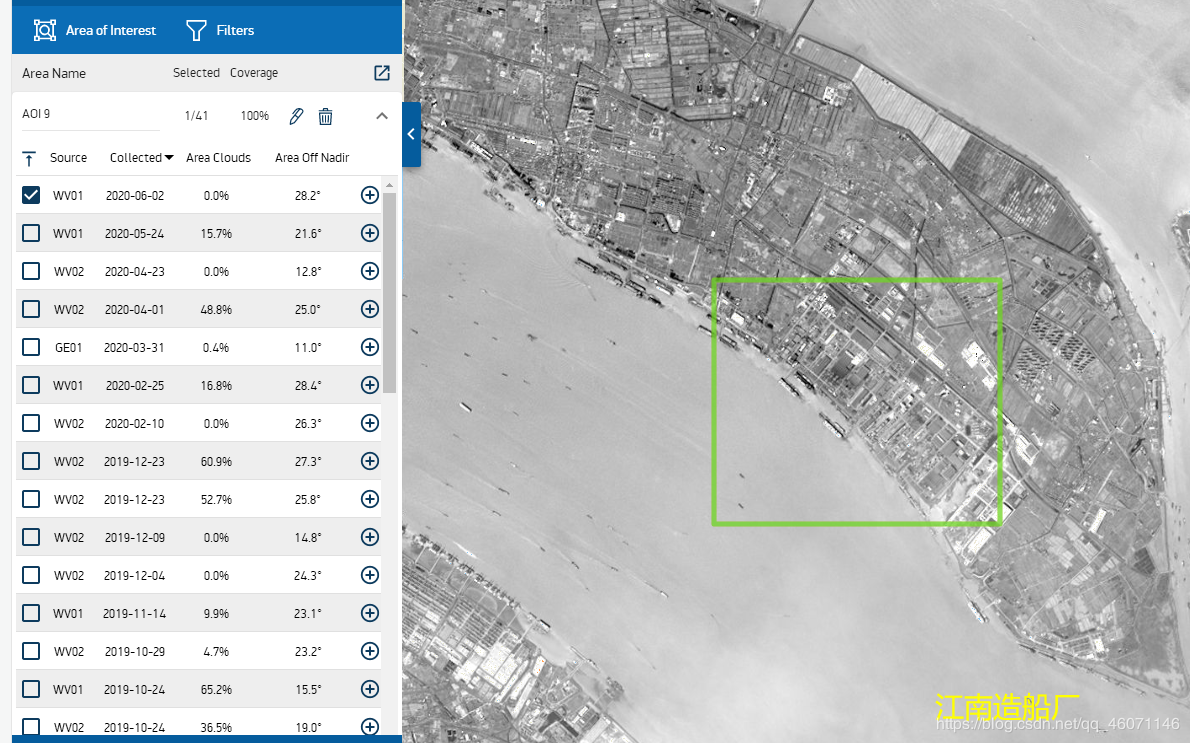 Area of Interest Filters
Area Name Selected Coverage
AOI 9 1/41 100%
Source Collected Area Clouds Area Off Nadir
WV01 2020-06-02 0.0% 28.2°
WV01 2020-05-24 15.7% 21.6°
WV02 2020-04-23 0.0% 12.8°
WV02 2020-04-01 48.8% 25.0°
GE01 2020-03-31 0.4% 11.0°
WV01 2020-02-25 16.8% 28.4°
WV02 2020-02-10 0.0% 26.3°
WV02 2019-12-23 60.9% 27.3°
WV02 2019-12-23 52.7% 25.8°
WV02 2019-12-09 0.0% 14.8°
WV02 2019-12-04 0.0% 24.3°
WV01 2019-11-14 9.9% 23.1°
WV02 2019-10-29 4.7% 23.2°
WV01 2019-10-24 65.2% 15.5°
WV02 2019-10-24 36.5% 19.0°
江南造船厂
https://blog.csdn.net/qq_46071146